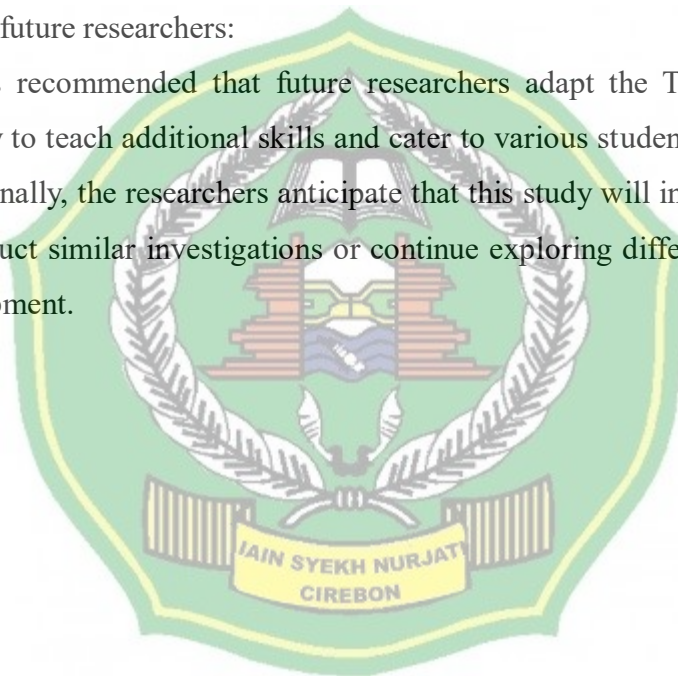 future researchers:
recommended that future researchers adapt the T
to teach additional skills and cater to various studen
nally, the researchers anticipate that this study will in
uct similar investigations or continue exploring diffe
pment.
IAIN SYEKH NURJATI
CIREBON